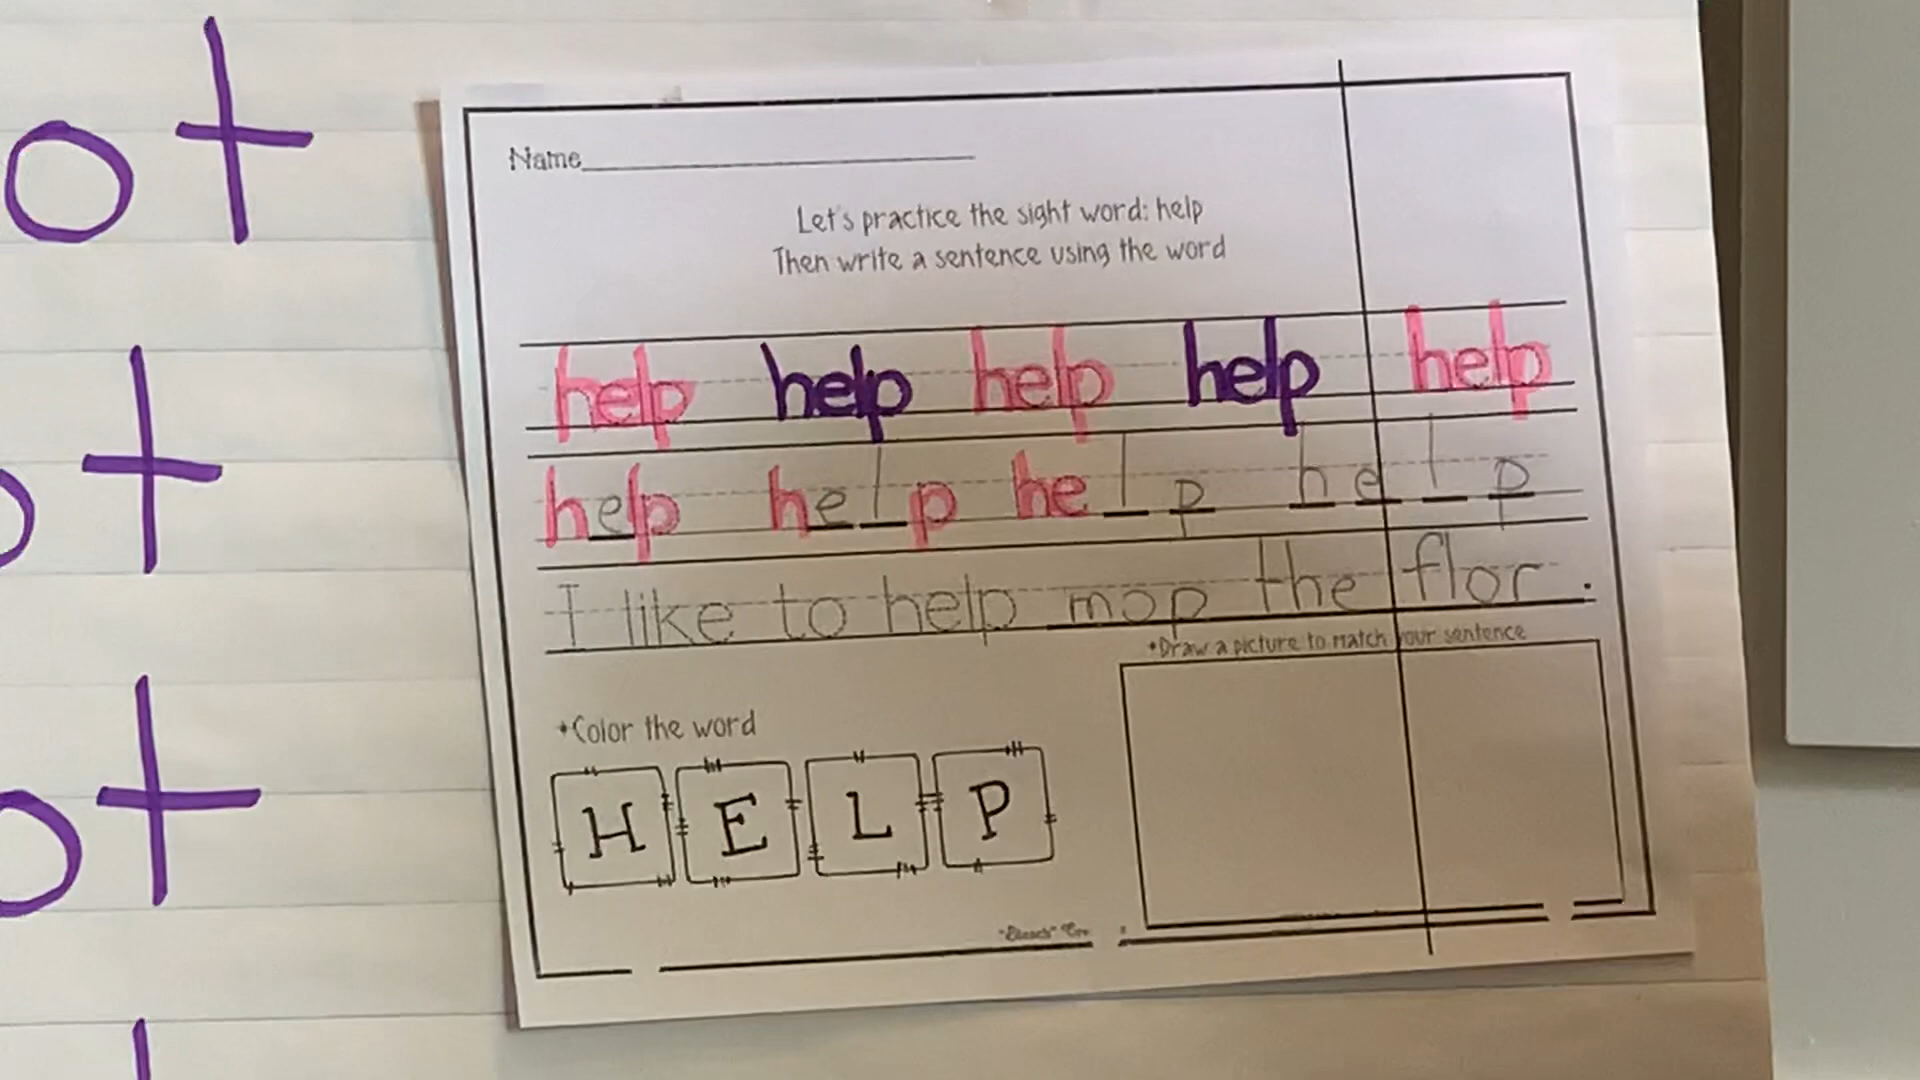 ot
ot
ot
Name
Let's practice the sight word: help
Then write a sentence using the word
help help help help help
help help help help
I like to help mop the flor.
*Draw a picture to match your sentence
*Color the word
H E L P